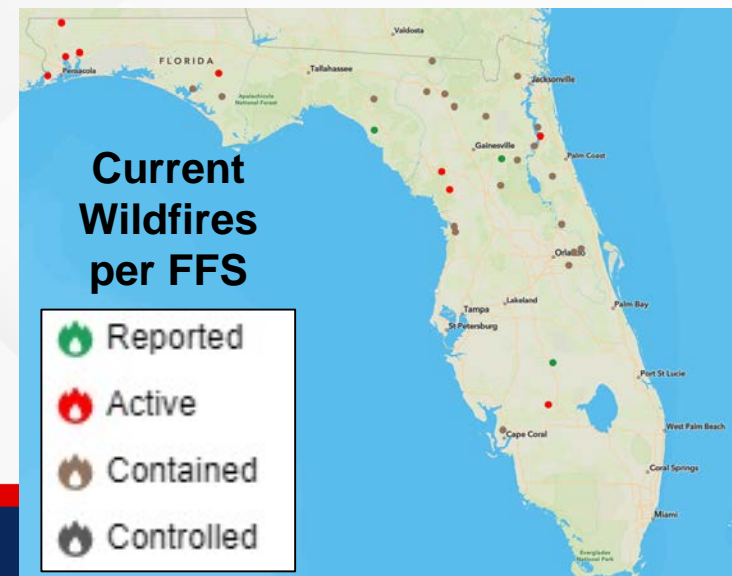 Valdosta
FLORIDA
Tallahassee
Pensacola
Apalachicola
National Forest
Jacksonville
Gainesville
Palm Coast
Current
Wildfires
per FFS
Orlando
Lakeland
Tampa
St Petersburg
Palm Bay
Port St Lucie
Cape Coral
West Palm Beach
Coral Springs
Miami
Everglades
National Park
Reported
Active
Contained
Controlled